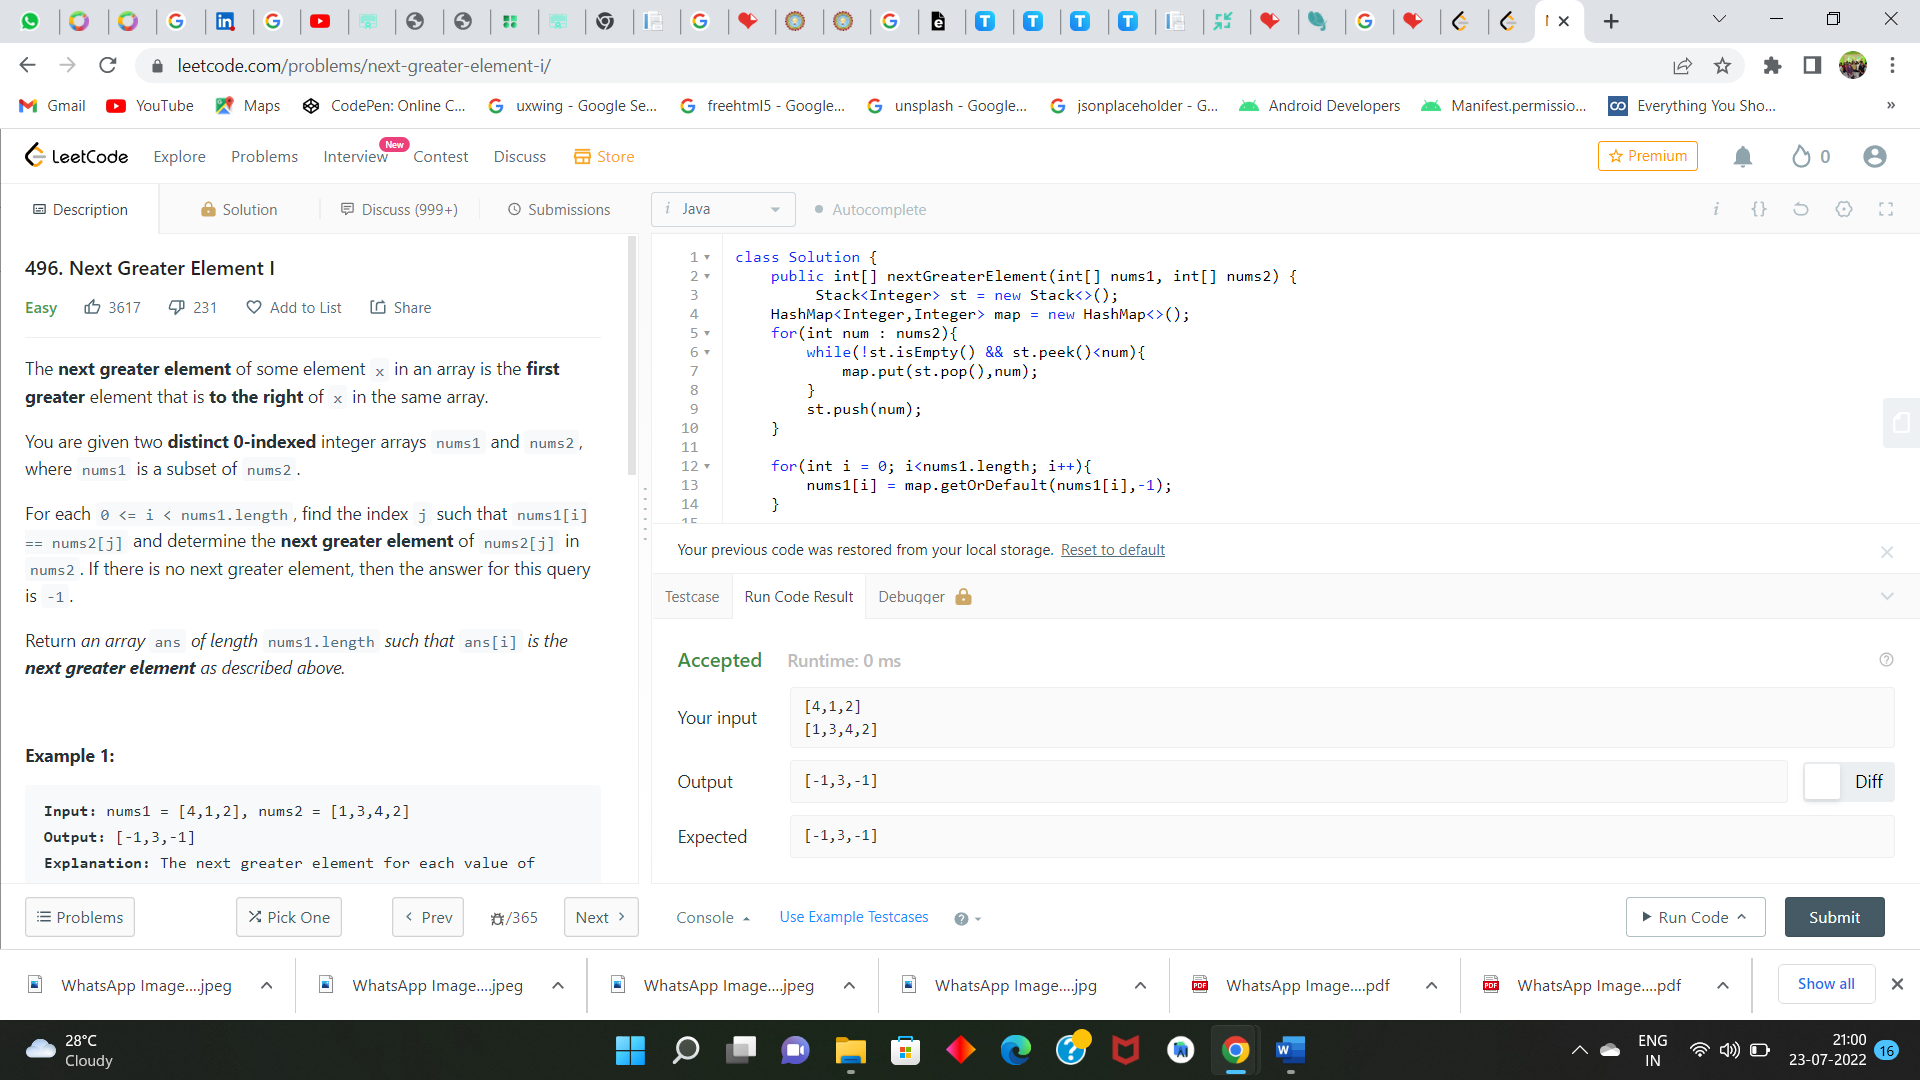 leetcode.com/problems/next-greater-element-i/
Gmail YouTube Maps CodePen: Online C... uxwing - Google Se... freehtml5 - Google... unsplash - Google... jsonplaceholder - G... Android Developers Manifest.permissio... Everything You Sho... »
LeetCode Explore Problems Interview New Contest Discuss Store Premium 0
Description Solution Discuss (999+) Submissions
496. Next Greater Element I
Easy 3617 231 Add to List Share
The next greater element of some element x in an array is the first
greater element that is to the right of x in the same array.
You are given two distinct 0-indexed integer arrays nums1 and nums2,
where nums1 is a subset of nums2.
For each 0 <= i < nums1.length, find the index j such that nums1[i]
== nums2[j] and determine the next greater element of nums2[j] in
nums2. If there is no next greater element, then the answer for this query
is -1.
Return an array ans of length nums1.length such that ans[i] is the
next greater element as described above.
Example 1:
Input: nums1 = [4,1,2], nums2 = [1,3,4,2]
Output: [-1,3,-1]
Explanation: The next greater element for each value of
Problems Pick One Prev /365 Next
i Java Autocomplete i {}
1 class Solution {
2 public int[] nextGreaterElement(int[] nums1, int[] nums2) {
3 Stack<Integer> st = new Stack<>();
4 HashMap<Integer,Integer> map = new HashMap<>();
5 for(int num : nums2){
6 while(!st.isEmpty() && st.peek()<num){
7 map.put(st.pop(),num);
8 }
9 st.push(num);
10 }
11
12 for(int i = 0; i<nums1.length; i++){
13 nums1[i] = map.getOrDefault(nums1[i],-1);
14 }
15
Your previous code was restored from your local storage. Reset to default
Testcase Run Code Result Debugger
Accepted Runtime: 0 ms
Your input
[4,1,2]
[1,3,4,2]
Output [-1,3,-1] Diff
Expected [-1,3,-1]
Console Use Example Testcases Run Code Submit
WhatsApp Image....jpeg WhatsApp Image....jpeg WhatsApp Image....jpeg WhatsApp Image....jpg WhatsApp Image....pdf WhatsApp Image....pdf Show all
28°C
Cloudy
ENG
IN
21:00
23-07-2022
16